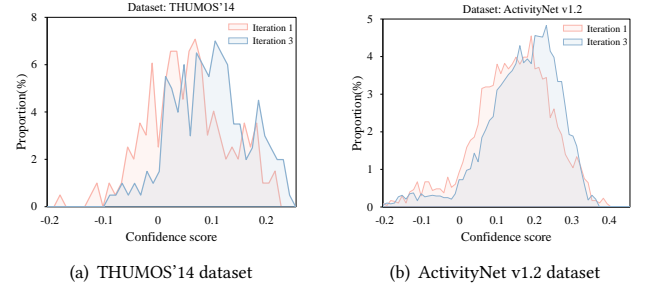 Dataset: THUMOS'14
Iteration 1
Iteration 3
Proportion(%)
8
6
4
2
0
-0.2 -0.1 0 0.1 0.2
Confidence score
(a) THUMOS'14 dataset
Dataset: ActivityNet v1.2
Iteration 1
Iteration 3
Proportion(%)
5
4
3
2
1
0
-0.2 -0.1 0 0.1 0.2 0.3 0.4
Confidence score
(b) ActivityNet v1.2 dataset